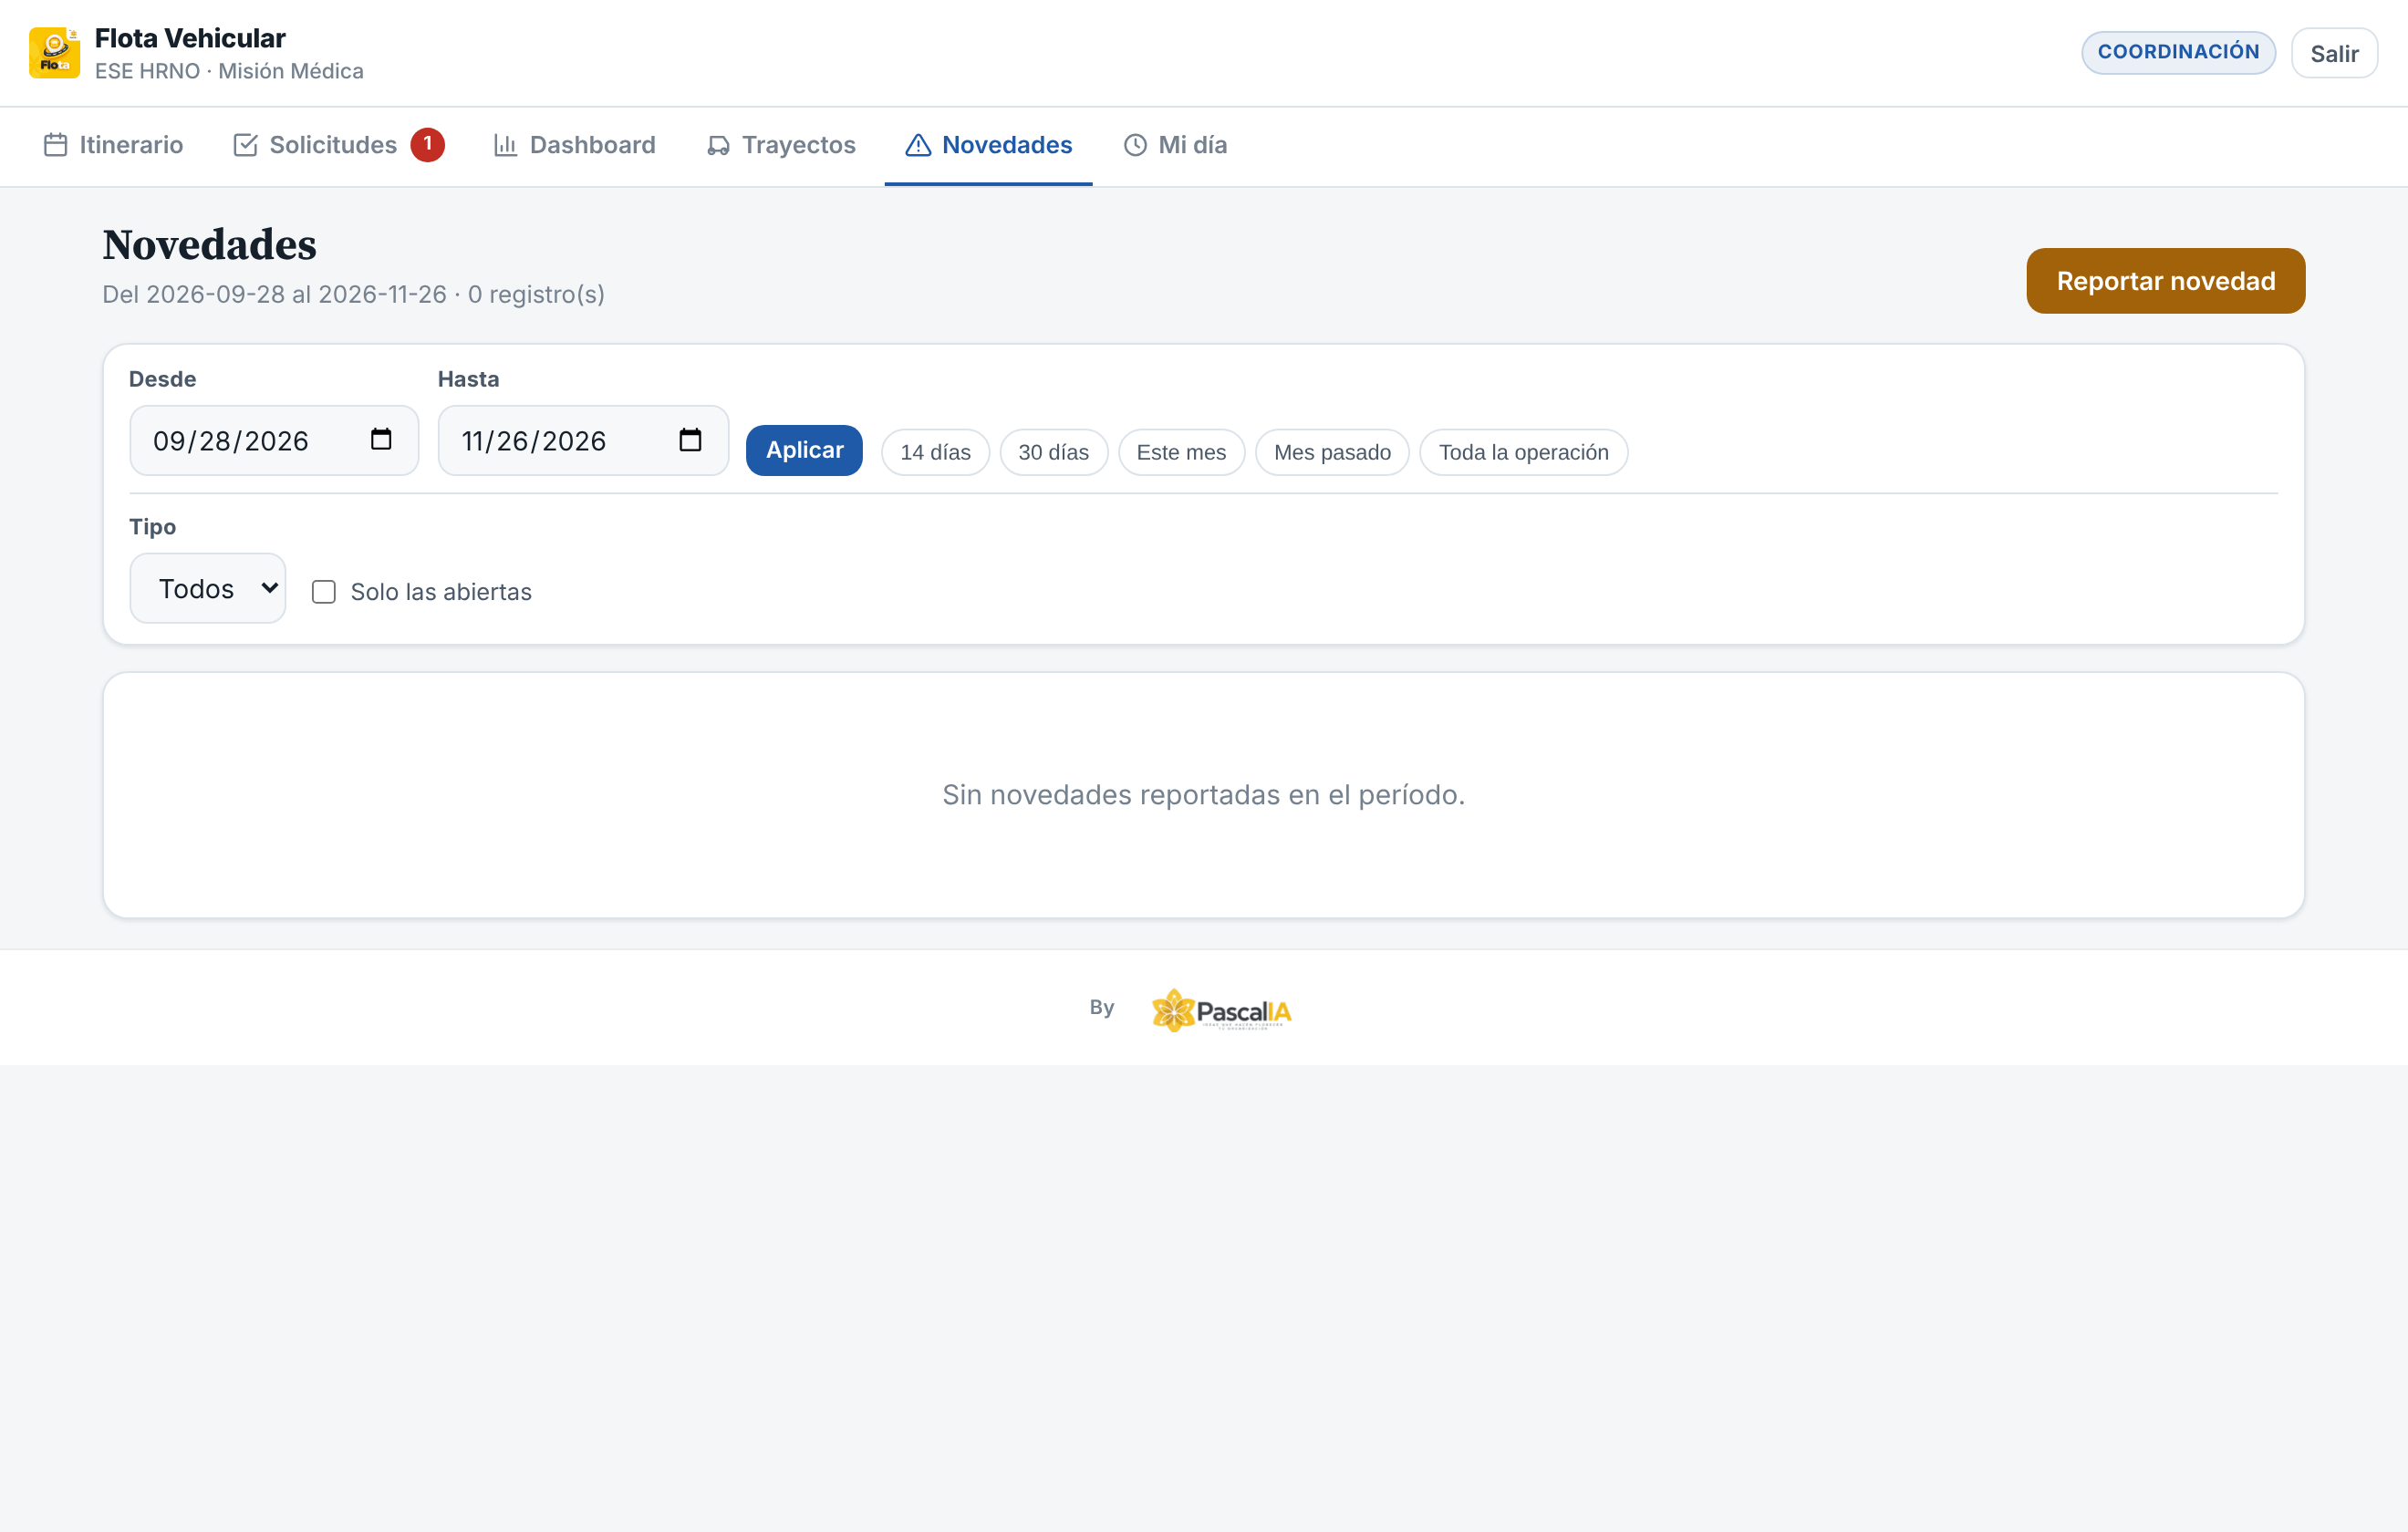 Flota
Flota Vehicular
ESE HRNO · Misión Médica
COORDINACIÓN
Salir
Itinerario
Solicitudes 1
Dashboard
Trayectos
Novedades
Mi día
Novedades
Del 2026-09-28 al 2026-11-26 · 0 registro(s)
Reportar novedad
Desde
Hasta
09/28/2026
11/26/2026
Aplicar
14 días
30 días
Este mes
Mes pasado
Toda la operación
Tipo
Todos
Solo las abiertas
Sin novedades reportadas en el período.
By
PascalIA